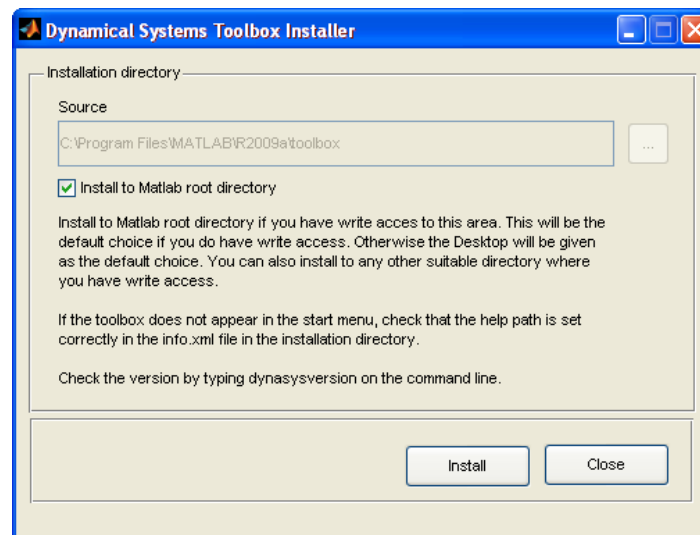 Dynamical Systems Toolbox Installer
Installation directory
Source
C:\Program Files\MATLAB\R2009a\toolbox
...
Install to Matlab root directory
Install to Matlab root directory if you have write acces to this area. This will be the
default choice if you do have write access. Otherwise the Desktop will be given
as the default choice. You can also install to any other suitable directory where
you have write access.
If the toolbox does not appear in the start menu, check that the help path is set
correctly in the info.xml file in the installation directory.
Check the version by typing dynasysversion on the command line.
Install
Close